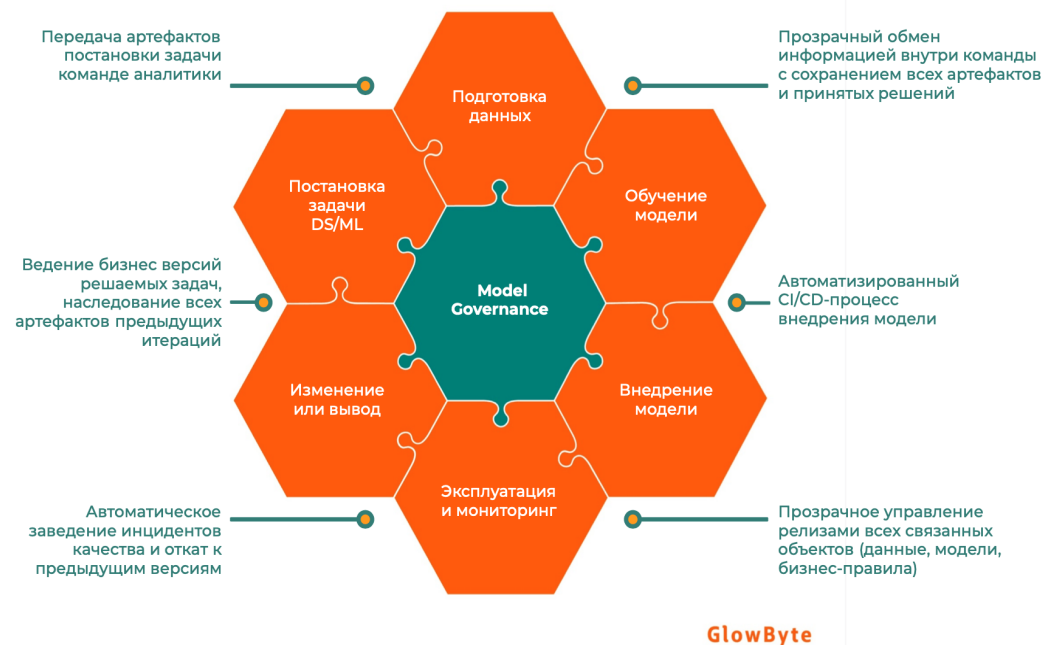 Передача артефактов
постановки задачи
команде аналитики
Прозрачный обмен
информацией внутри команды
с сохранением всех артефактов
и принятых решений
Подготовка
данных
Постановка
задачи
DS/ML
Обучение
модели
Ведение бизнес версий
решаемых задач,
наследование всех
артефактов предыдущих
итераций
Model
Governance
Автоматизированный
CI/CD-процесс
внедрения модели
Изменение
или вывод
Внедрение
модели
Эксплуатация
и мониторинг
Автоматическое
заведение инцидентов
качества и откат к
предыдущим версиям
Прозрачное управление
релизами всех связанных
объектов (данные, модели,
бизнес-правила)
GlowByte